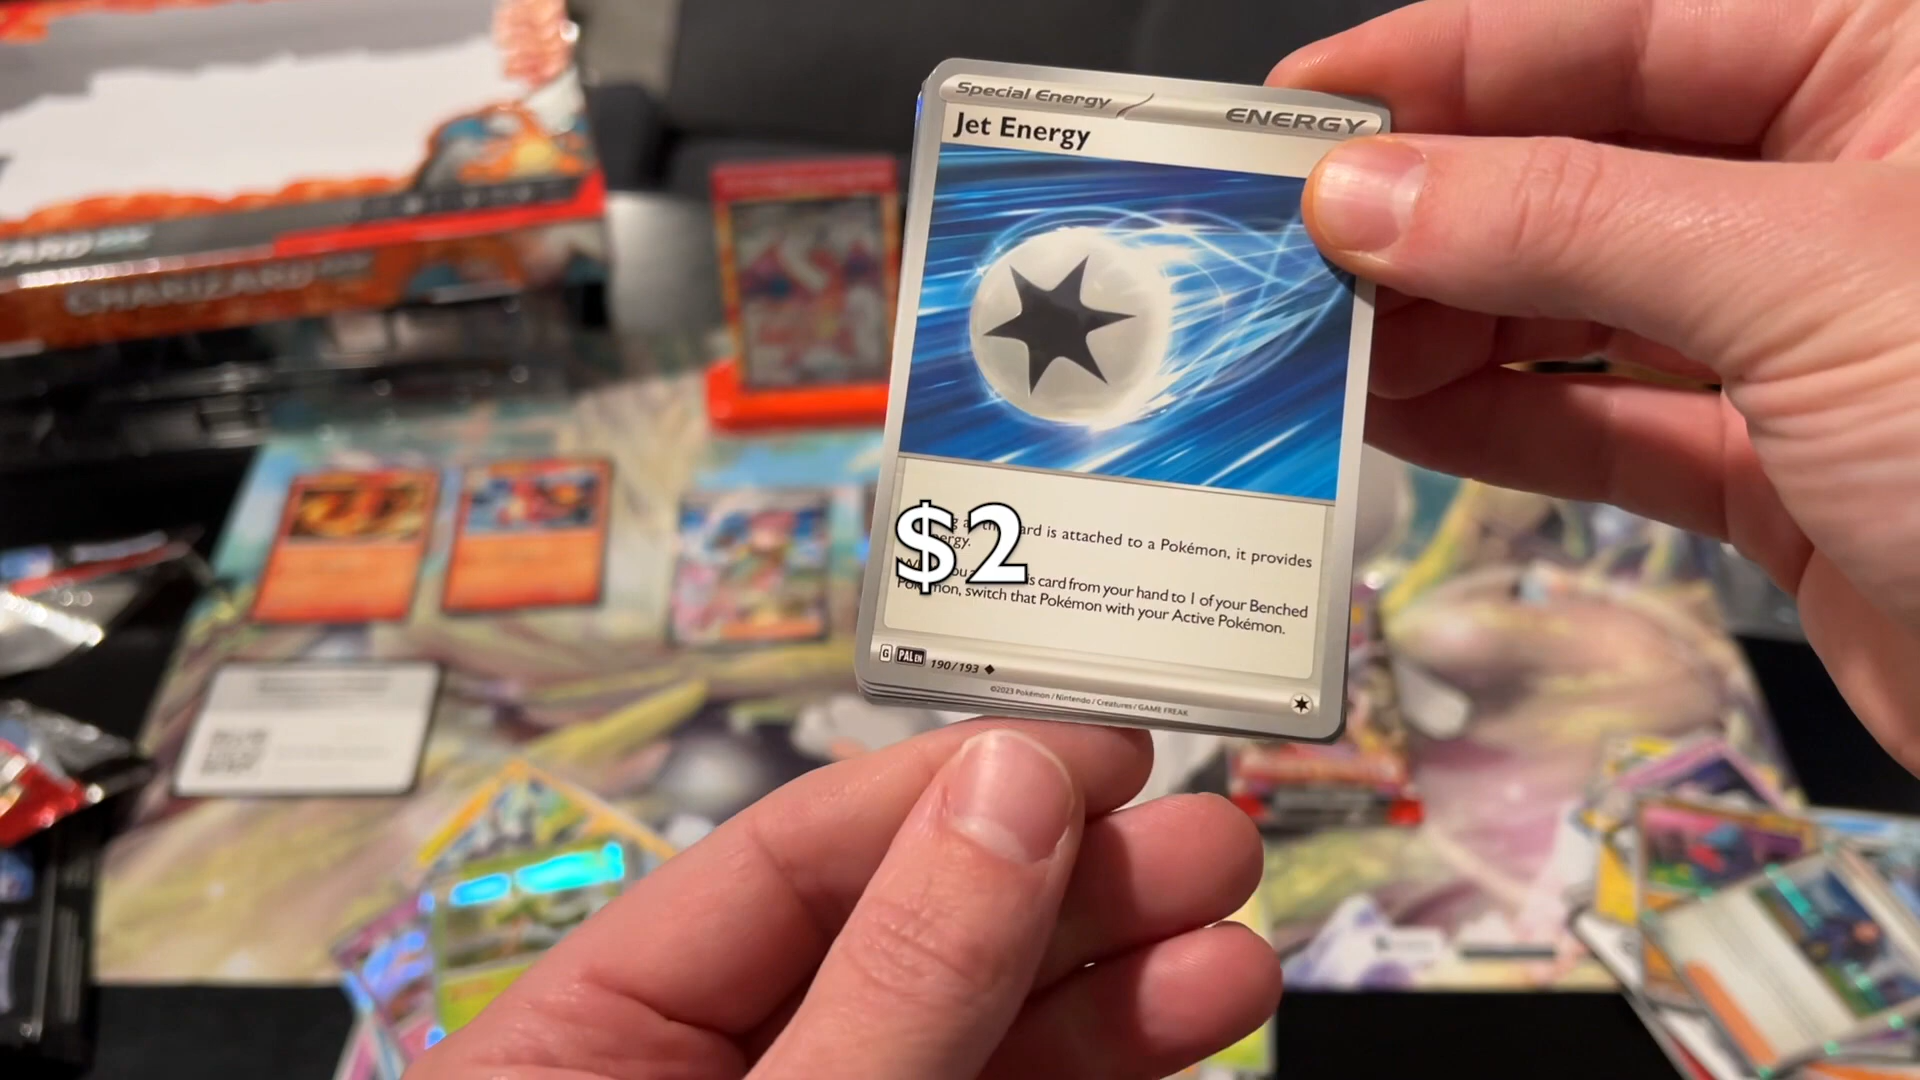 Special Energy
ENERGY
Jet Energy
$2
card is attached to a Pokémon, it provides
Energy.
this card from your hand to 1 of your Benched
Pokémon, switch that Pokémon with your Active Pokémon.
G PAL EN 190/193
©2023 Pokémon / Nintendo / Creatures / GAME FREAK
CHARIZARD